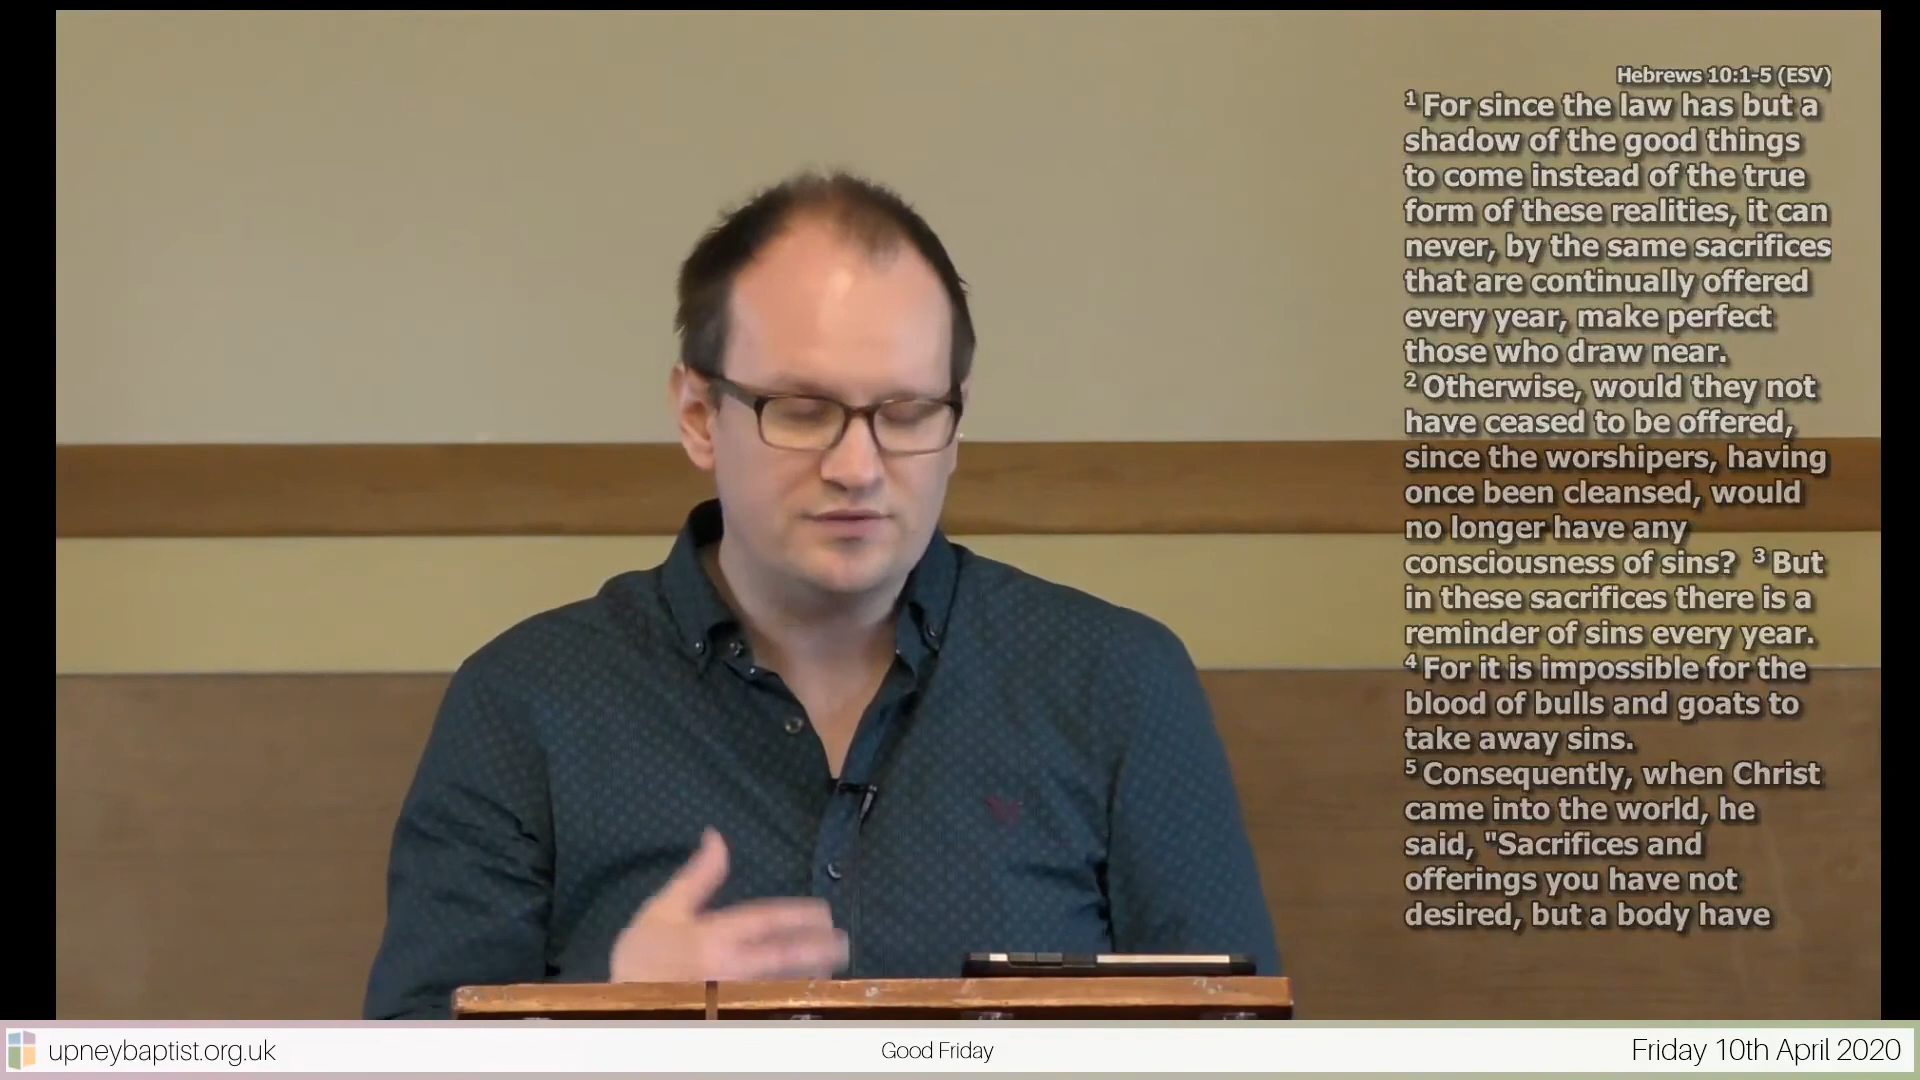 Hebrews 10:1-5 (ESV)
1 For since the law has but a
shadow of the good things
to come instead of the true
form of these realities, it can
never, by the same sacrifices
that are continually offered
every year, make perfect
those who draw near.
2 Otherwise, would they not
have ceased to be offered,
since the worshipers, having
once been cleansed, would
no longer have any
consciousness of sins? 3 But
in these sacrifices there is a
reminder of sins every year.
4 For it is impossible for the
blood of bulls and goats to
take away sins.
5 Consequently, when Christ
came into the world, he
said, "Sacrifices and
offerings you have not
desired, but a body have
upneybaptist.org.uk
Good Friday
Friday 10th April 2020